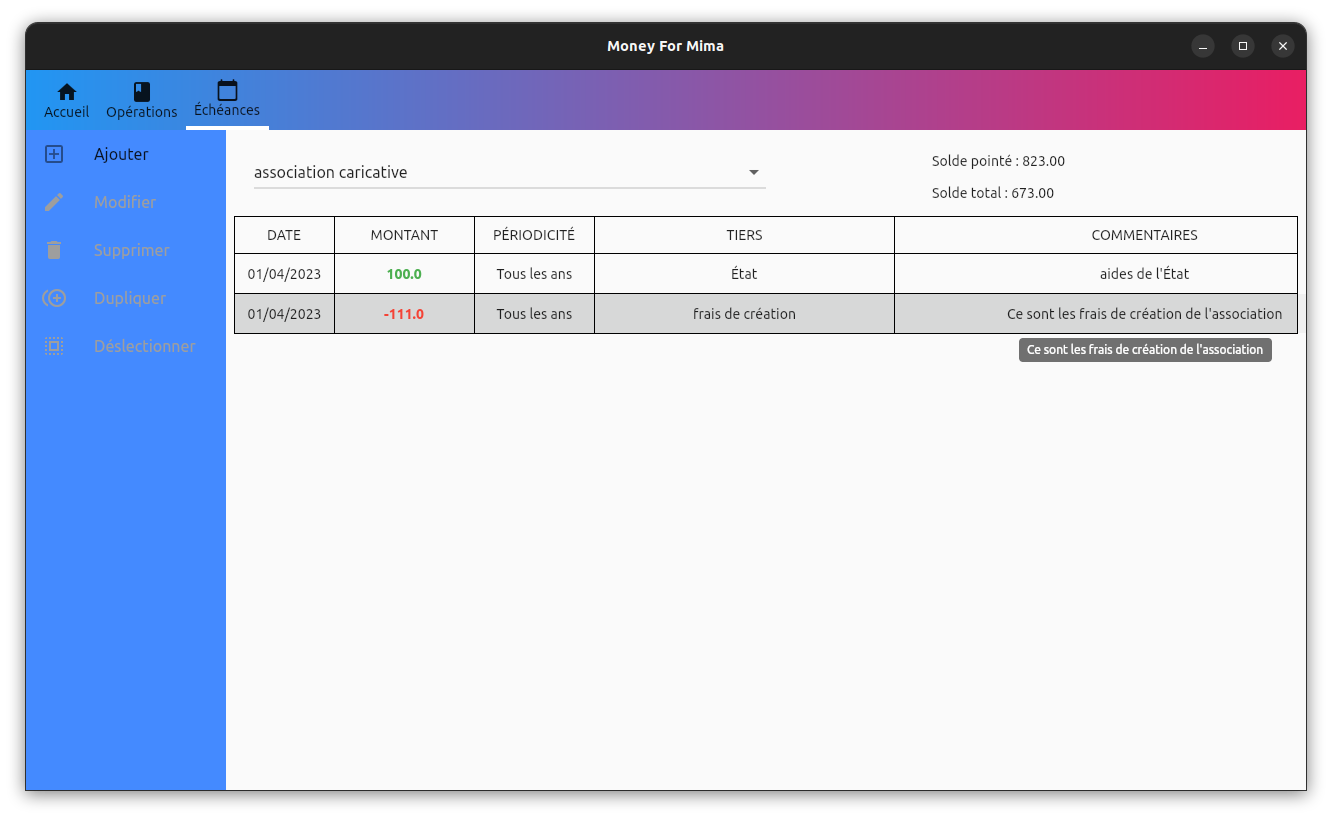 Money For Mima
Accueil Opérations Échéances
Ajouter
Modifier
Supprimer
Dupliquer
Déslectionner
association caricative
Solde pointé : 823.00
Solde total : 673.00
DATE MONTANT PÉRIODICITÉ TIERS COMMENTAIRES
01/04/2023 100.0 Tous les ans État aides de l'État
01/04/2023 -111.0 Tous les ans frais de création Ce sont les frais de création de l'association
Ce sont les frais de création de l'association